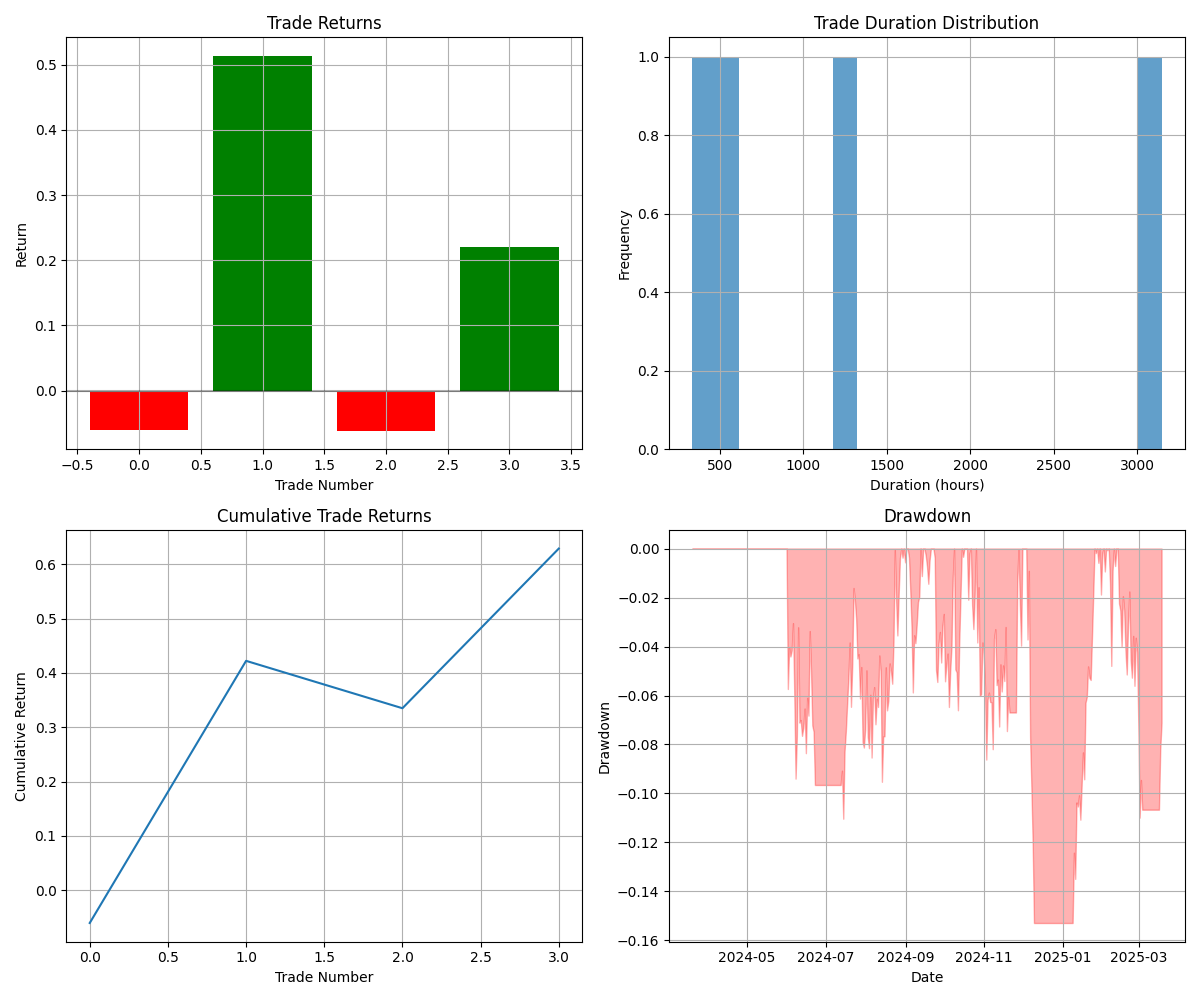 Trade Returns
Return
0.5
0.4
0.3
0.2
0.1
0.0
−0.5 0.0 0.5 1.0 1.5 2.0 2.5 3.0 3.5
Trade Number
Trade Duration Distribution
Frequency
1.0
0.8
0.6
0.4
0.2
0.0
500 1000 1500 2000 2500 3000
Duration (hours)
Cumulative Trade Returns
Cumulative Return
0.6
0.5
0.4
0.3
0.2
0.1
0.0
0.0 0.5 1.0 1.5 2.0 2.5 3.0
Trade Number
Drawdown
Drawdown
0.00
−0.02
−0.04
−0.06
−0.08
−0.10
−0.12
−0.14
−0.16
2024-05 2024-07 2024-09 2024-11 2025-01 2025-03
Date